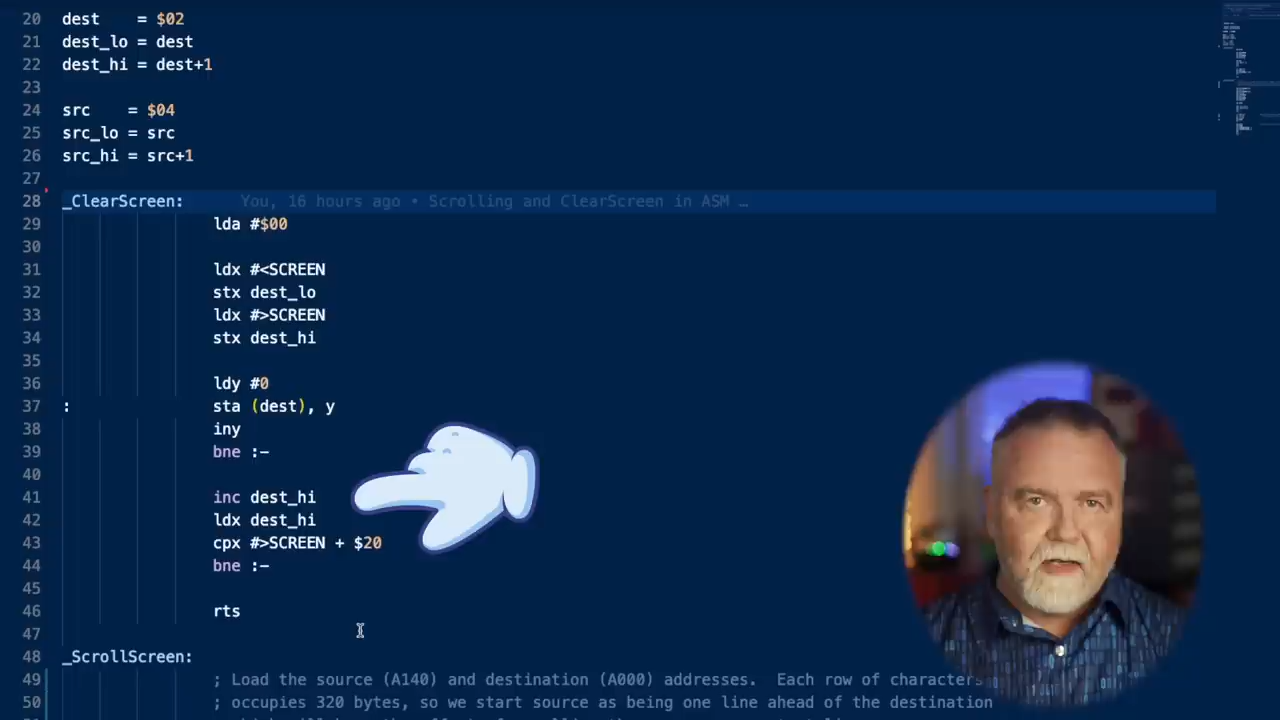 20 dest    = $02
21 dest_lo = dest
22 dest_hi = dest+1
23
24 src    = $04
25 src_lo = src
26 src_hi = src+1
27
28 _ClearScreen:      You, 16 hours ago • Scrolling and ClearScreen in ASM …
29 lda #$00
30
31 ldx #<SCREEN
32 stx dest_lo
33 ldx #>SCREEN
34 stx dest_hi
35
36 ldy #0
37 :               sta (dest), y
38 iny
39 bne :-
40
41 inc dest_hi
42 ldx dest_hi
43 cpx #>SCREEN + $20
44 bne :-
45
46 rts
47
48 _ScrollScreen:
49 ; Load the source (A140) and destination (A000) addresses.  Each row of characters
50 ; occupies 320 bytes, so we start source as being one line ahead of the destination